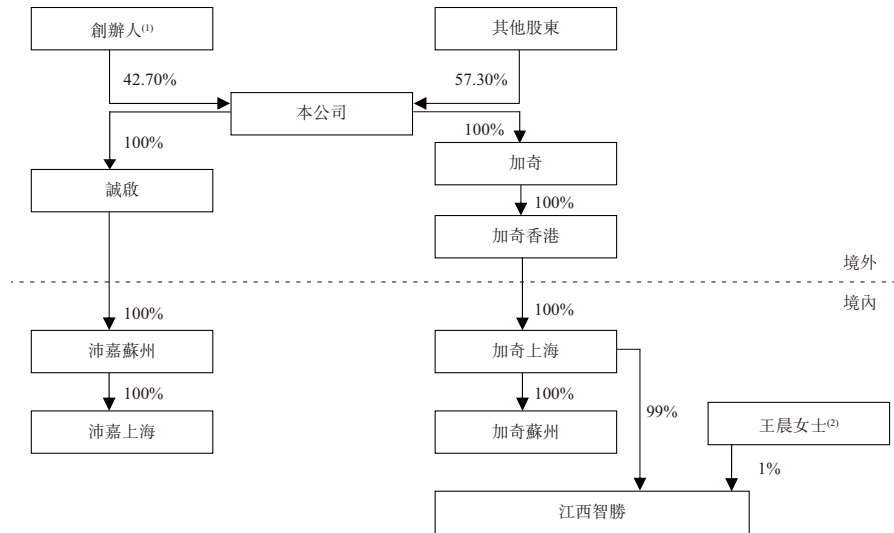 創辦人(1)
其他股東
42.70%
57.30%
本公司
100%
100%
加奇
誠啟
100%
加奇香港
境外
境內
100%
100%
沛嘉蘇州
加奇上海
100%
100%
99%
沛嘉上海
加奇蘇州
王晨女士(2)
1%
江西智勝